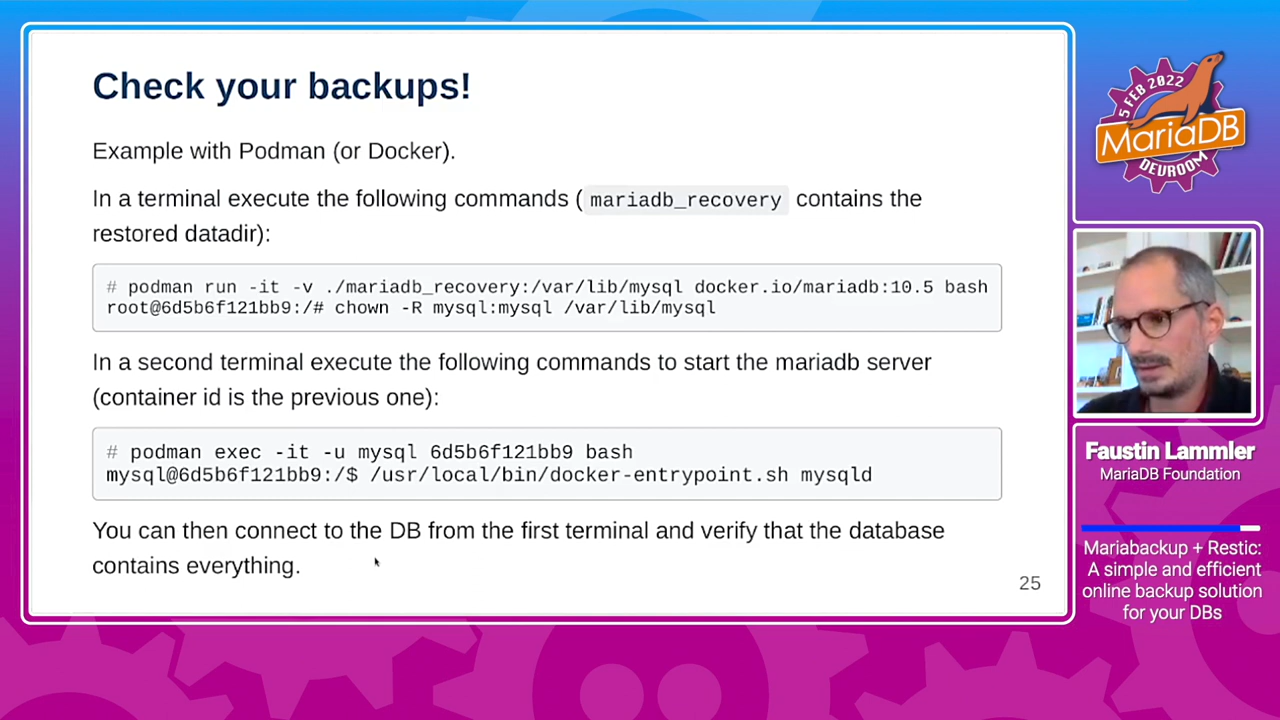 Check your backups!
Example with Podman (or Docker).
In a terminal execute the following commands ( mariadb_recovery contains the
restored datadir):
# podman run -it -v ./mariadb_recovery:/var/lib/mysql docker.io/mariadb:10.5 bash
root@6d5b6f121bb9:/# chown -R mysql:mysql /var/lib/mysql
In a second terminal execute the following commands to start the mariadb server
(container id is the previous one):
# podman exec -it -u mysql 6d5b6f121bb9 bash
mysql@6d5b6f121bb9:/$ /usr/local/bin/docker-entrypoint.sh mysqld
You can then connect to the DB from the first terminal and verify that the database
contains everything.
25
5 FEB 2022
MariaDB
DEVROOM
Faustin Lammler
MariaDB Foundation
Mariabackup + Restic:
A simple and efficient
online backup solution
for your DBs